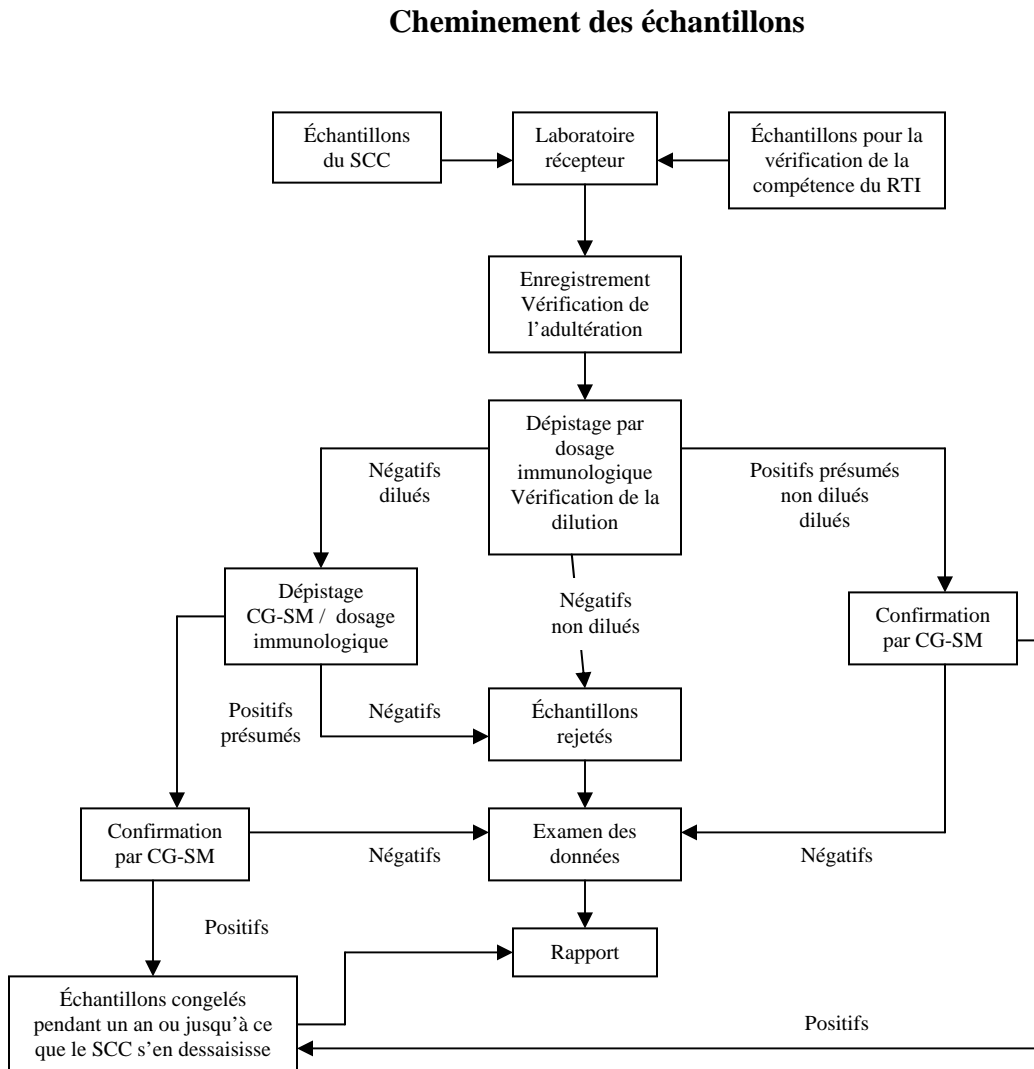 Cheminement des échantillons
Échantillons
du SCC
Laboratoire
récepteur
Échantillons pour la
vérification de la
compétence du RTI
Enregistrement
Vérification de
l’adultération
Dépistage par
dosage
immunologique
Vérification de la
dilution
Négatifs
dilués
Positifs présumés
non dilués
dilués
Négatifs
non dilués
Dépistage
CG-SM / dosage
immunologique
Confirmation
par CG-SM
Positifs
présumés
Négatifs
Échantillons
rejetés
Confirmation
par CG-SM
Négatifs
Examen des
données
Négatifs
Positifs
Rapport
Échantillons congelés
pendant un an ou jusqu’à ce
que le SCC s’en dessaisisse
Positifs